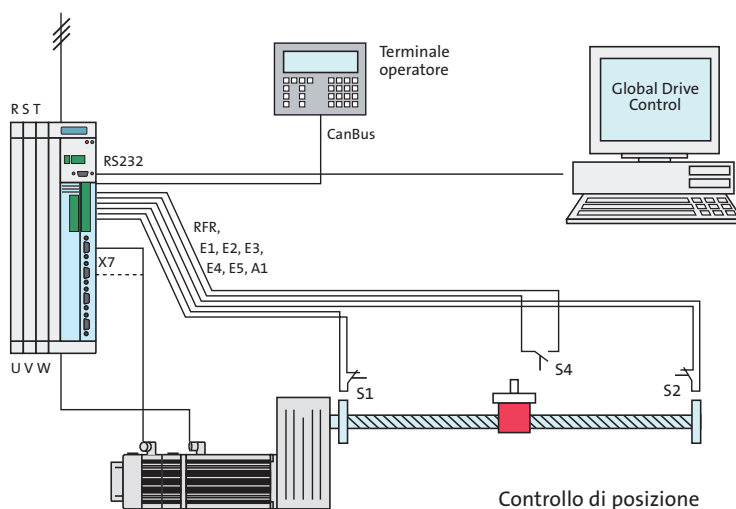 Terminale
operatore
Global Drive
Control
R S T
CanBus
RS232
RFR,
E1, E2, E3,
E4, E5, A1
X7
S4
U V W
S1
S2
Controllo di posizione